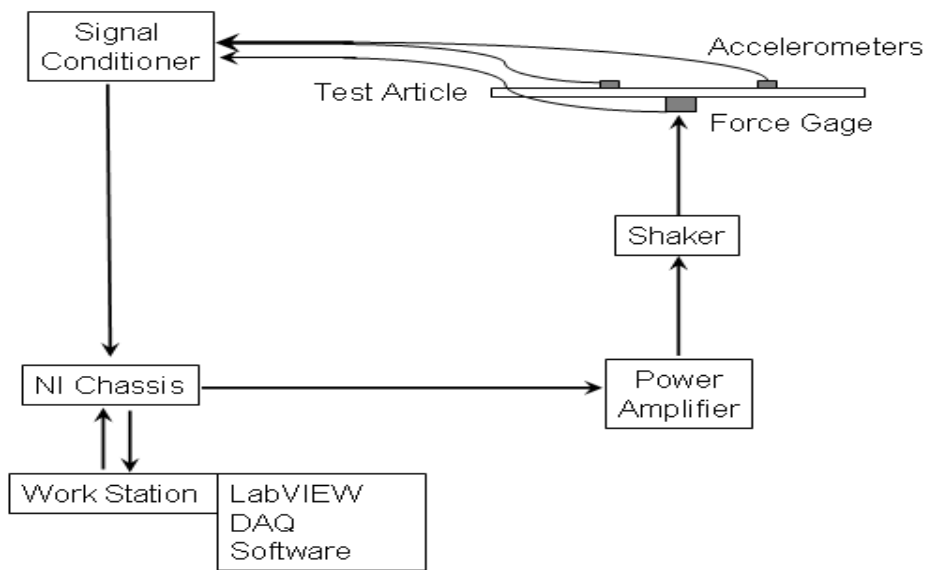 Signal
Conditioner
Accelerometers
Test Article
Force Gage
Shaker
NI Chassis
Power
Amplifier
Work Station
LabVIEW
DAQ
Software